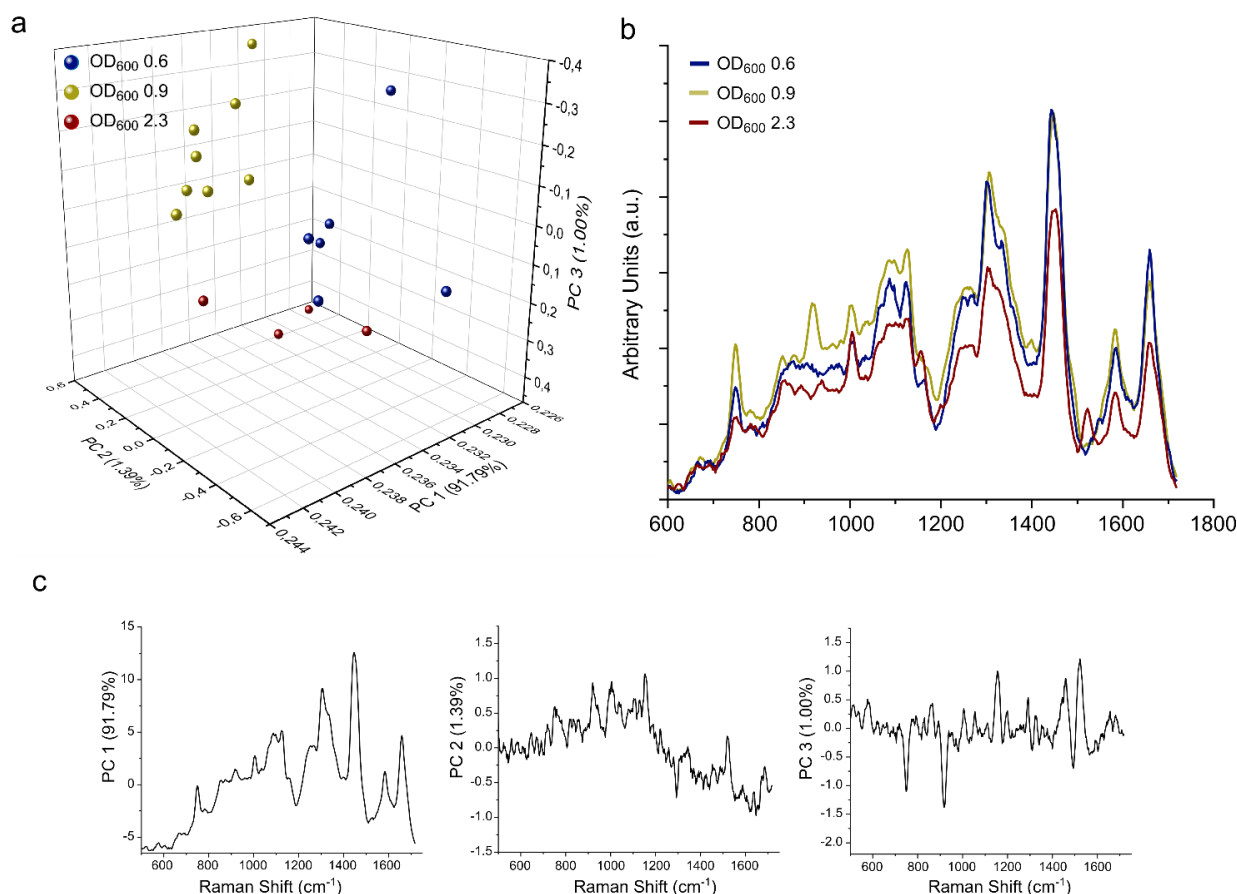 a
OD600 0.6
OD600 0.9
OD600 2.3
-0,4
-0,3
-0,2
-0,1
0,0
0,1
0,2
0,3
0,4
PC 3 (1.00%)
0,6
0,4
0,2
0,0
-0,2
-0,4
-0,6
PC 2 (1.39%)
0,226
0,228
0,230
0,232
0,234
0,236
0,238
0,240
0,242
0,244
PC 1 (91.79%)
b
OD600 0.6
OD600 0.9
OD600 2.3
Arbitrary Units (a.u.)
600 800 1000 1200 1400 1600 1800
c
PC 1 (91.79%)
15
10
5
0
-5
600 800 1000 1200 1400 1600
Raman Shift (cm-1)
PC 2 (1.39%)
1.5
1.0
0.5
0.0
-0.5
-1.0
-1.5
600 800 1000 1200 1400 1600
Raman Shift (cm-1)
PC 3 (1.00%)
1.5
1.0
0.5
0.0
-0.5
-1.0
-1.5
-2.0
600 800 1000 1200 1400 1600
Raman Shift (cm-1)